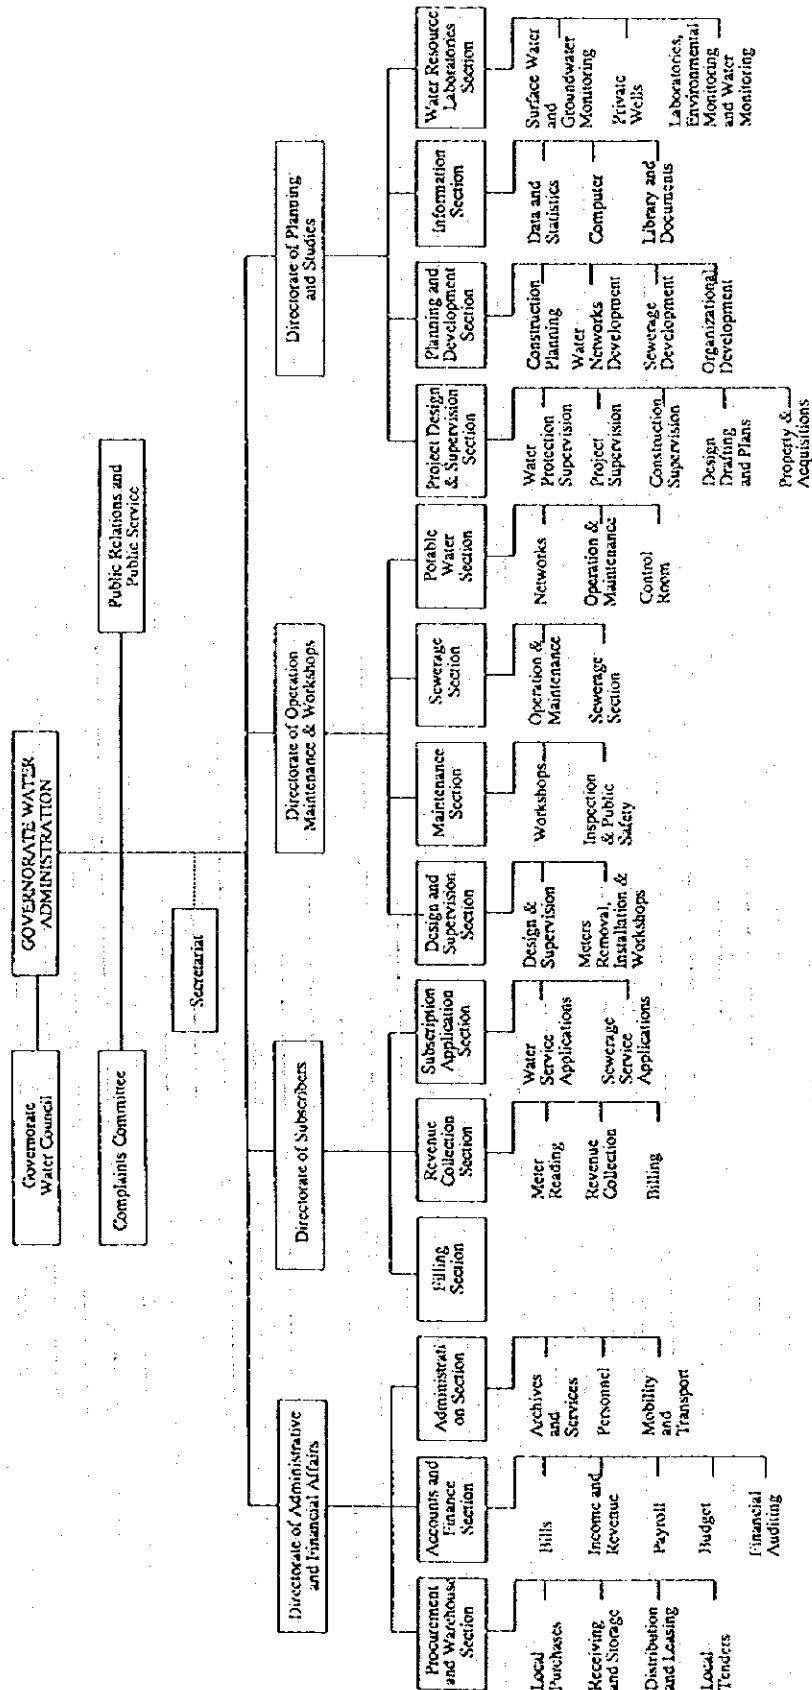 GOVERNORATE WATER
ADMINISTRATION
Governorate
Water Council
Complaints Committee
Public Relations and
Public Service
Secretariat
Directorate of Administrative
and Financial Affairs
Directorate of Subscribers
Directorate of Operation
Maintenance & Workshops
Directorate of Planning
and Studies
Procurement
and Warehouse
Section
Local
Purchases
Receiving
and Storage
Distribution
and Leasing
Local
Tenders
Accounts and
Finance
Section
Bills
Income and
Revenue
Payroll
Budget
Financial
Auditing
Administrati
on Section
Archives
and
Services
Personnel
Mobility
and
Transport
Filling
Section
Revenue
Collection
Section
Meter
Reading
Revenue
Collection
Billing
Subscription
Application
Section
Water
Service
Applications
Sewerage
Service
Applications
Design and
Supervision
Section
Design &
Supervision
Meters
Removal,
Installation &
Workshops
Maintenance
Section
Workshops
Inspection
& Public
Safety
Sewerage
Section
Operation &
Maintenance
Sewerage
Section
Potable
Water
Section
Networks
Operation &
Maintenance
Control
Room
Project Design
& Supervision
Section
Water
Protection
Supervision
Project
Supervision
Construction
Supervision
Design
Drafting
and Plans
Property &
Acquisitions
Planning and
Development
Section
Construction
Planning
Water
Networks
Development
Sewerage
Development
Organizational
Development
Information
Section
Data and
Statistics
Computer
Library and
Documents
Water Resource
Laboratories
Section
Surface Water
and
Groundwater
Monitoring
Private
Wells
Laboratories,
Environmental
Monitoring
and Water
Monitoring